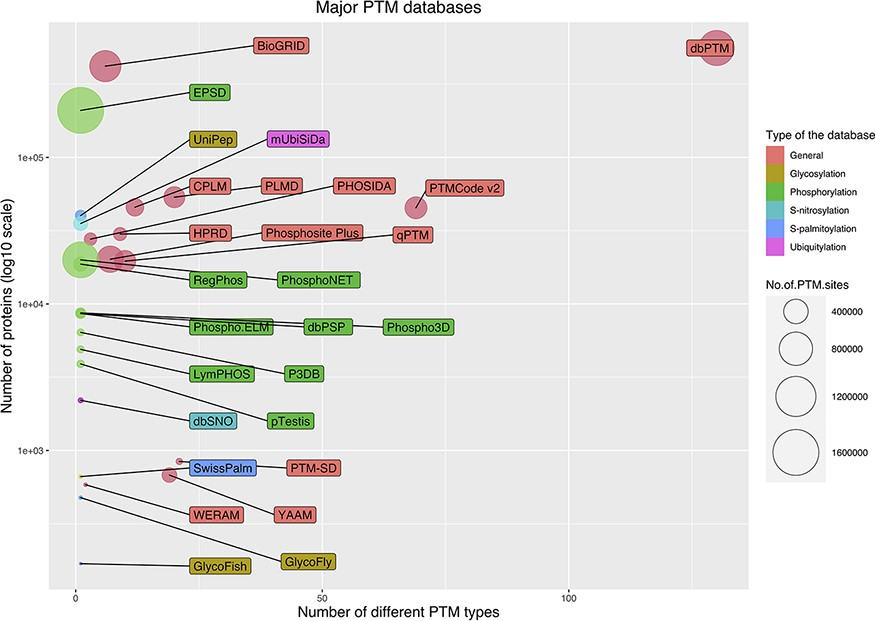 Major PTM databases
BioGRID
dbPTM
EPSD
UniPep
mUbiSiDa
CPLM
PLMD
PHOSIDA
PTMCode v2
HPRD
Phosphosite Plus
qPTM
RegPhos
PhosphoNET
Phospho.ELM
dbPSP
Phospho3D
LymPHOS
P3DB
dbSNO
pTestis
SwissPalm
PTM-SD
WERAM
YAAM
GlycoFish
GlycoFly
1e+05
1e+04
1e+03
Number of proteins (log10 scale)
0
50
100
Number of different PTM types
Type of the database
General
Glycosylation
Phosphorylation
S-nitrosylation
S-palmitoylation
Ubiquitylation
No.of.PTM.sites
400000
800000
1200000
1600000